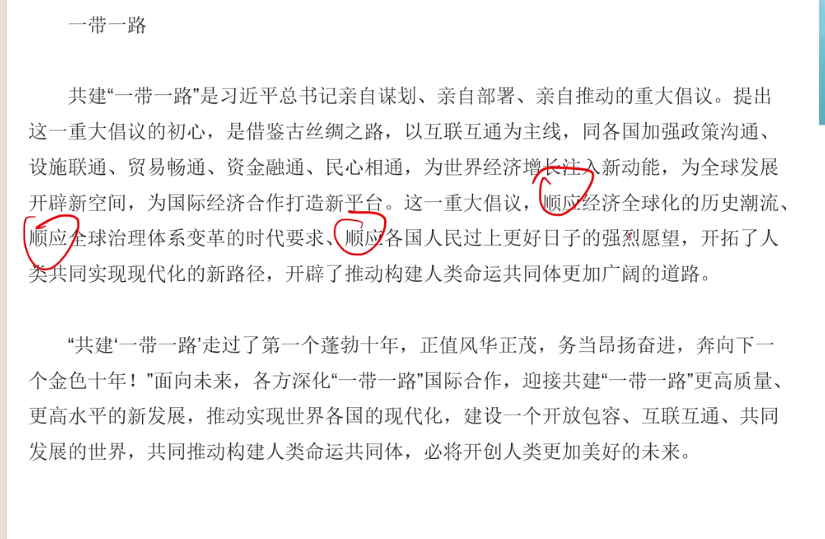 一带一路
共建“一带一路”是习近平总书记亲自谋划、亲自部署、亲自推动的重大倡议。提出
这一重大倡议的初心，是借鉴古丝绸之路，以互联互通为主线，同各国加强政策沟通、
设施联通、贸易畅通、资金融通、民心相通，为世界经济增长注入新动能，为全球发展
开辟新空间，为国际经济合作打造新平台。这一重大倡议，顺应经济全球化的历史潮流、
顺应全球治理体系变革的时代要求、顺应各国人民过上更好日子的强烈愿望，开拓了人
类共同实现现代化的新路径，开辟了推动构建人类命运共同体更加广阔的道路。
“共建‘一带一路’走过了第一个蓬勃十年，正值风华正茂，务当昂扬奋进，奔向下一
个金色十年！”面向未来，各方深化“一带一路”国际合作，迎接共建“一带一路”更高质量、
更高水平的新发展，推动实现世界各国的现代化，建设一个开放包容、互联互通、共同
发展的世界，共同推动构建人类命运共同体，必将开创人类更加美好的未来。